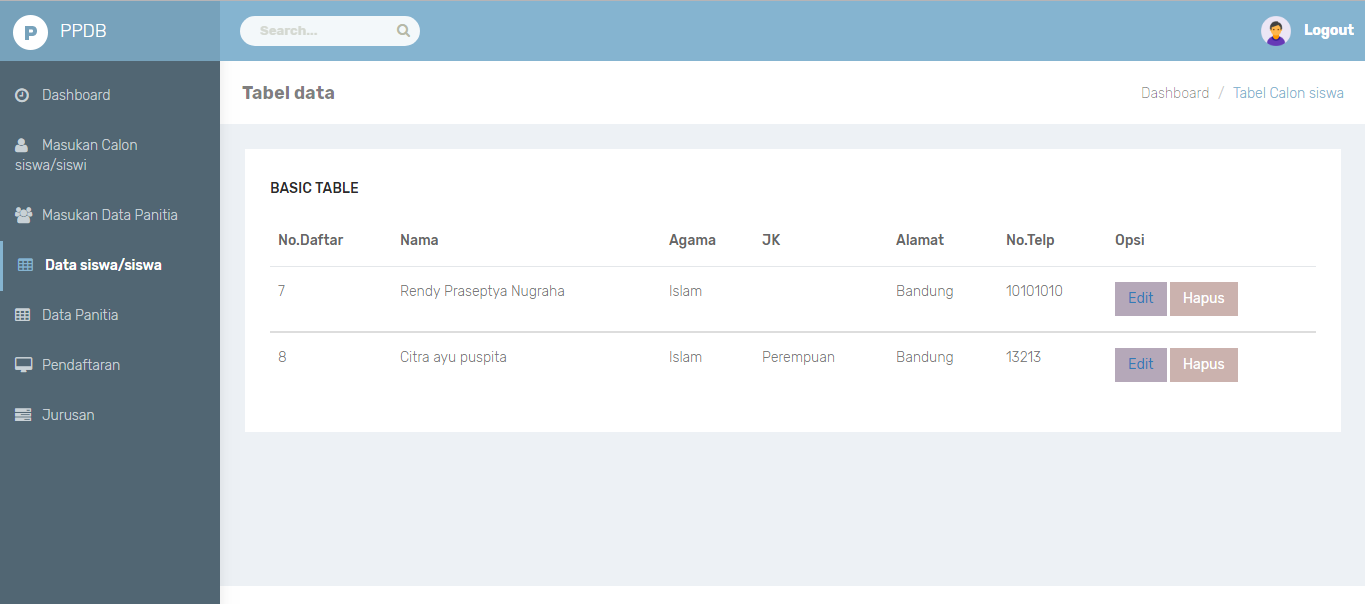 P PPDB
Search...
Logout
Dashboard
Masukan Calon
siswa/siswi
Masukan Data Panitia
Data siswa/siswa
Data Panitia
Pendaftaran
Jurusan
Tabel data
Dashboard / Tabel Calon siswa
BASIC TABLE
No.Daftar Nama Agama JK Alamat No.Telp Opsi
7 Rendy Praseptya Nugraha Islam Bandung 10101010 Edit Hapus
8 Citra ayu puspita Islam Perempuan Bandung 13213 Edit Hapus